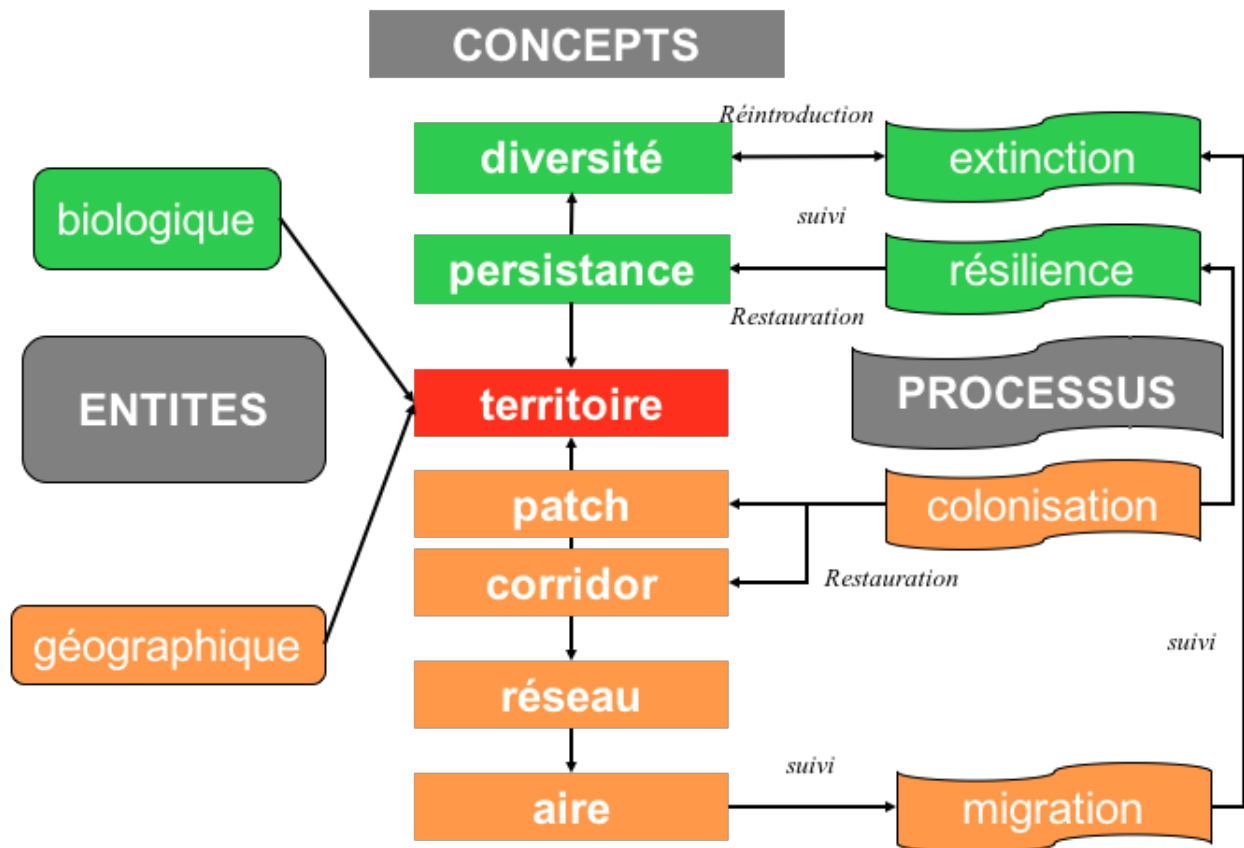 CONCEPTS
Réintroduction
diversité
extinction
biologique
suivi
persistance
résilience
Restauration
ENTITES
territoire
PROCESSUS
patch
colonisation
corridor
Restauration
géographique
suivi
réseau
suivi
aire
migration